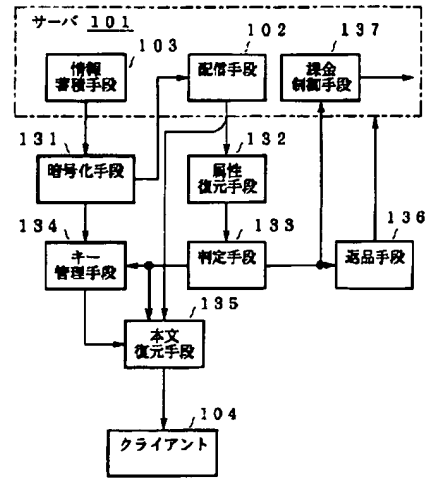 サーバ 101
103
102
137
情報
蓄積手段
配信手段
課金
制御手段
131
132
暗号化手段
属性
復元手段
134
133
136
キー
管理手段
判定手段
返品手段
135
本文
復元手段
104
クライアント